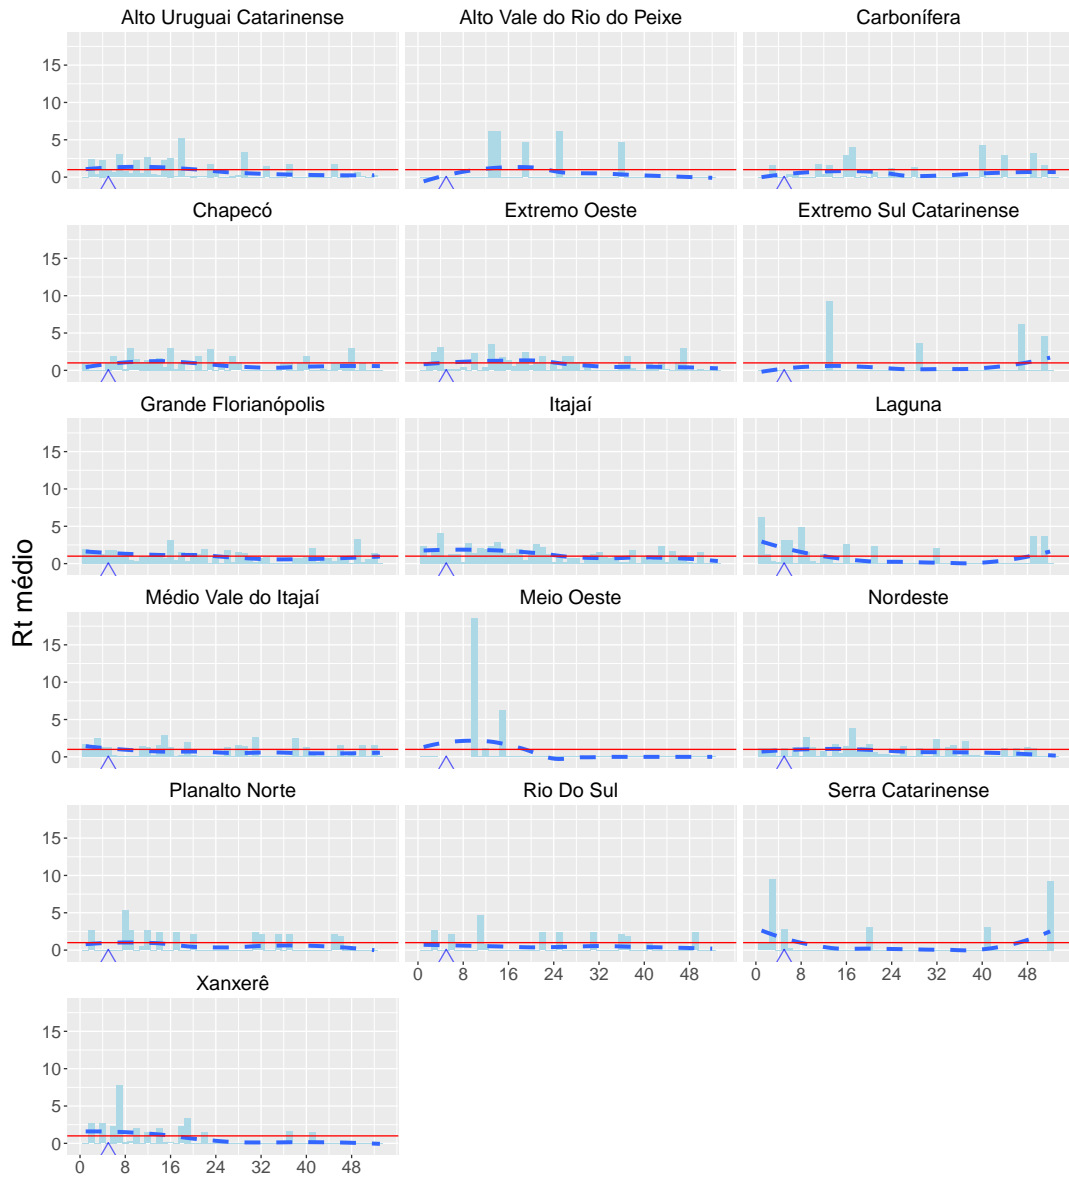 Alto Uruguai Catarinense Alto Vale do Rio do Peixe Carbonífera
15
10
5
0
Chapecó Extremo Oeste Extremo Sul Catarinense
15
10
5
0
Grande Florianópolis Itajaí Laguna
15
10
5
0
Rt médio
Médio Vale do Itajaí Meio Oeste Nordeste
15
10
5
0
Planalto Norte Rio Do Sul Serra Catarinense
15
10
5
0
0 8 16 24 32 40 48 0 8 16 24 32 40 48
Xanxerê
15
10
5
0
0 8 16 24 32 40 48